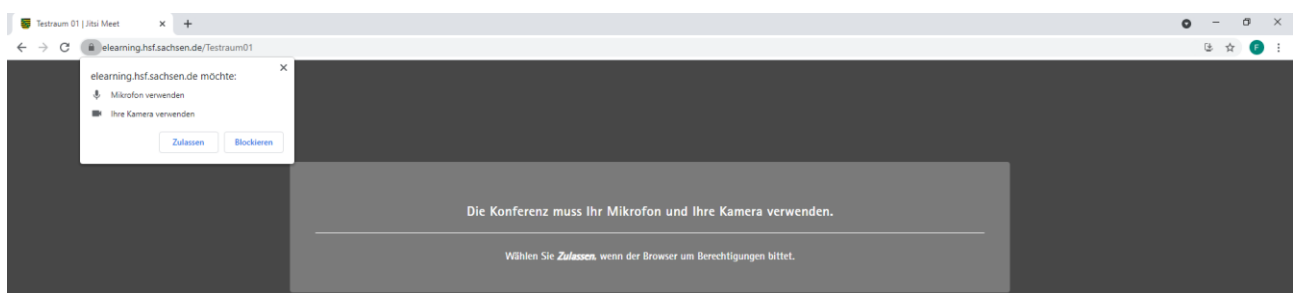 Testraum 01 | Jitsi Meet
elearning.hsf.sachsen.de/Testraum01
F
elearning.hsf.sachsen.de möchte:
Mikrofon verwenden
Ihre Kamera verwenden
Zulassen Blockieren
Die Konferenz muss Ihr Mikrofon und Ihre Kamera verwenden.
Wählen Sie Zulassen, wenn der Browser um Berechtigungen bittet.